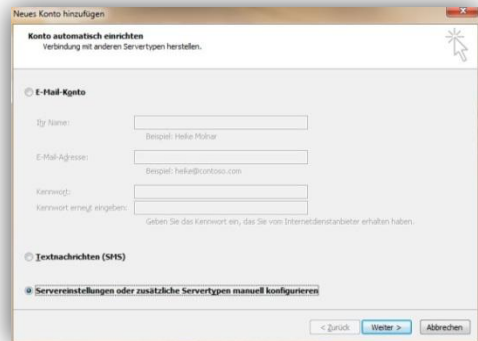 Neues Konto hinzufügen
Konto automatisch einrichten
Verbindung mit anderen Servertypen herstellen.
E-Mail-Konto
Ihr Name:
Beispiel: Heike Molnar
E-Mail-Adresse:
Beispiel: heike@contoso.com
Kennwort:
Kennwort erneut eingeben:
Geben Sie das Kennwort ein, das Sie vom Internetdienstanbieter erhalten haben.
Textnachrichten (SMS)
Servereinstellungen oder zusätzliche Servertypen manuell konfigurieren
< Zurück Weiter > Abbrechen